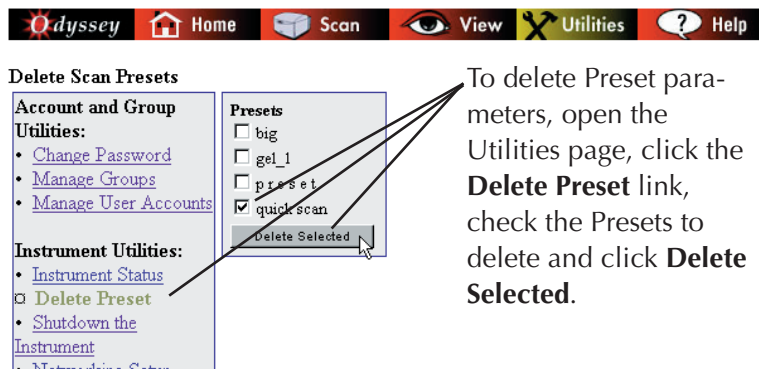 Odyssey Home Scan View Utilities Help
Delete Scan Presets
Account and Group
Utilities:
• Change Password
• Manage Groups
• Manage User Accounts
Instrument Utilities:
• Instrument Status
¤ Delete Preset
• Shutdown the
Instrument
• Networking Setup
Presets
big
gel_1
preset
quick scan
Delete Selected
To delete Preset para-
meters, open the
Utilities page, click the
Delete Preset link,
check the Presets to
delete and click Delete
Selected.